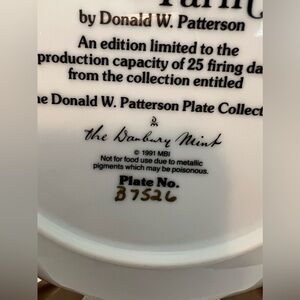 by Donald W. Patterson
An edition limited to the
production capacity of 25 firing da
from the collection entitled
he Donald W. Patterson Plate Collect
the Danbury Mint
© 1991 MBI
Not for food use due to metallic
pigments which may be poisonous.
Plate No.
B7526